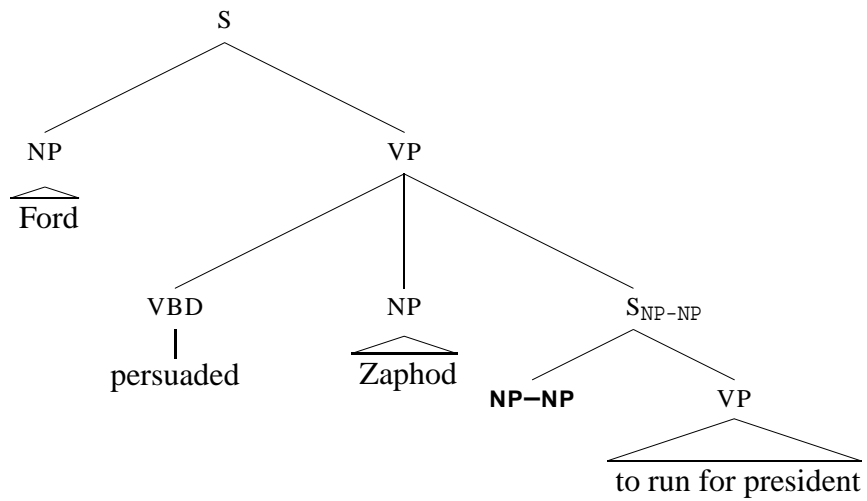 S
NP VP
Ford
VBD NP S_NP-NP
persuaded Zaphod NP–NP VP
to run for president